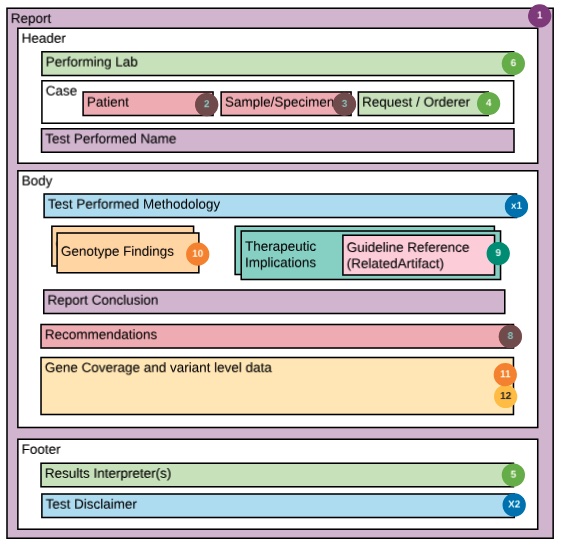 Report 1
Header
Performing Lab 6
Case
Patient 2 Sample/Specimen 3 Request / Orderer 4
Test Performed Name
Body
Test Performed Methodology x1
Genotype Findings 10
Therapeutic
Implications
Guideline Reference
(RelatedArtifact)
9
Report Conclusion
Recommendations 8
Gene Coverage and variant level data
11
12
Footer
Results Interpreter(s) 5
Test Disclaimer X2